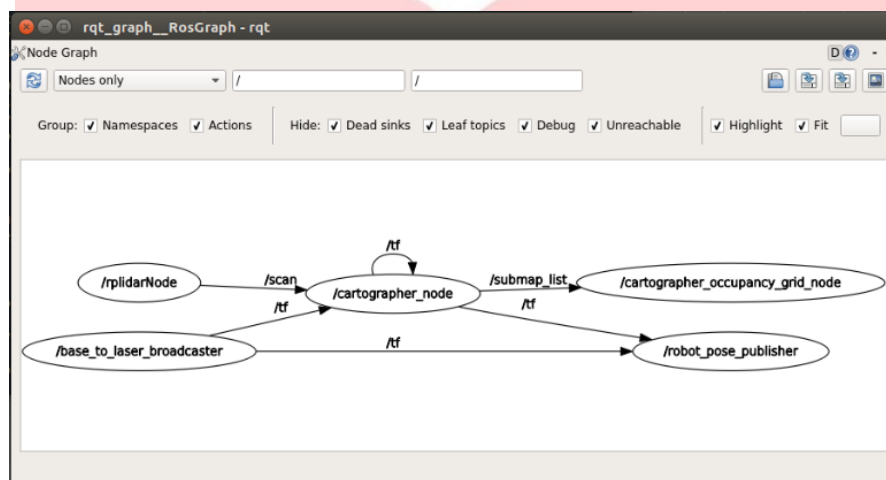 rqt_graph__RosGraph - rqt
Node Graph
D
-
Nodes only
/
/
Group: Namespaces Actions Hide: Dead sinks Leaf topics Debug Unreachable Highlight Fit
/tf
/rplidarNode
/scan
/cartographer_node
/submap_list
/cartographer_occupancy_grid_node
/tf
/tf
/base_to_laser_broadcaster
/tf
/robot_pose_publisher